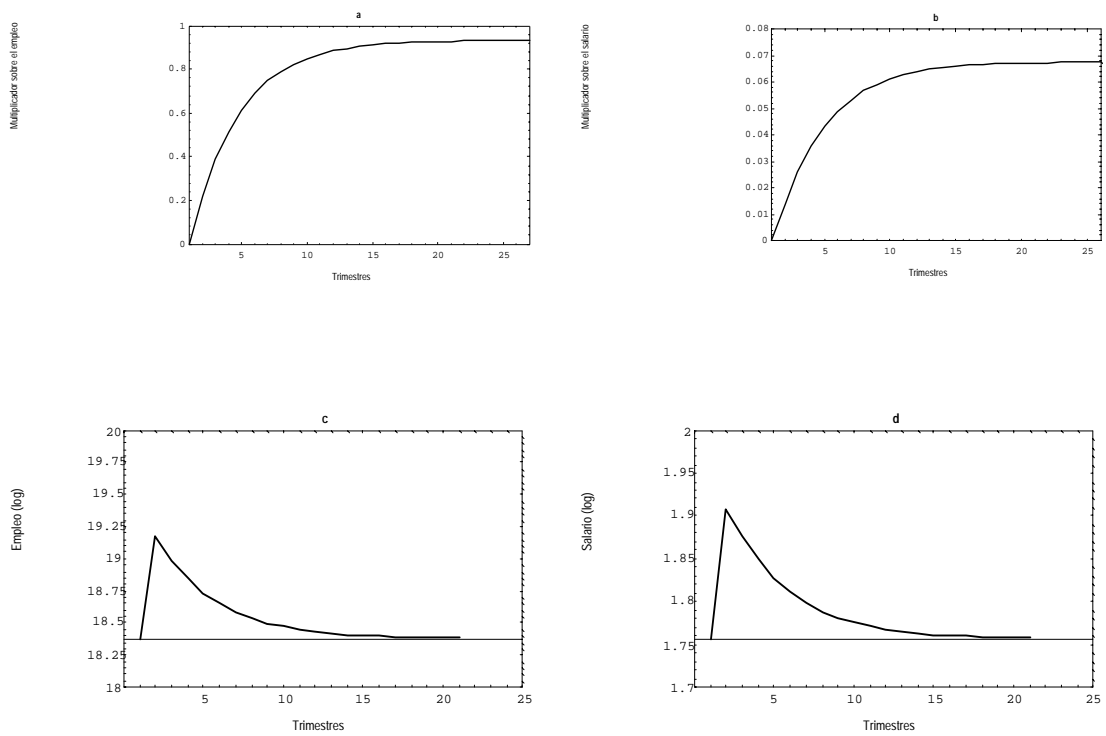 a
Multiplicador sobre el empleo
1
0.8
0.6
0.4
0.2
0
5 10 15 20 25
Trimestres
b
Multiplicador sobre el salario
0.08
0.07
0.06
0.05
0.04
0.03
0.02
0.01
0
5 10 15 20 25
Trimestres
c
Empleo (log)
20
19.75
19.5
19.25
19
18.75
18.5
18.25
18
5 10 15 20 25
Trimestres
d
Salario (log)
2
1.95
1.9
1.85
1.8
1.75
1.7
5 10 15 20 25
Trimestres